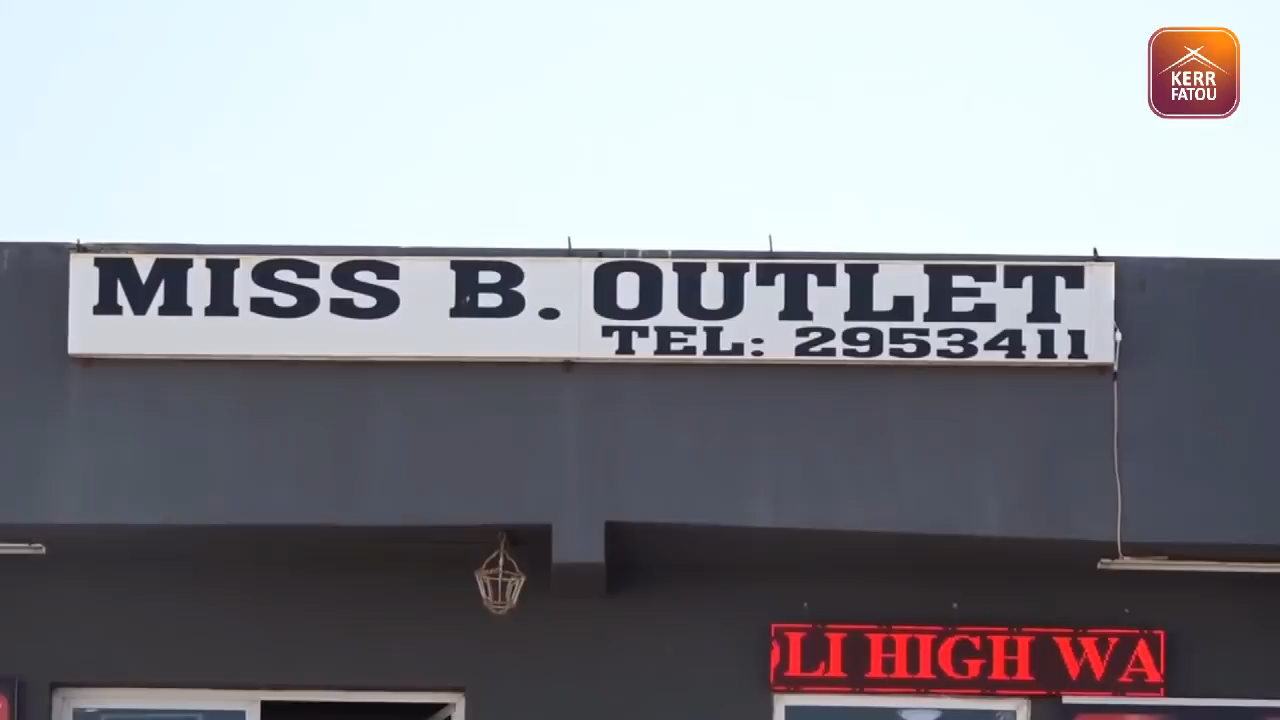 KERR
FATOU
MISS B. OUTLET
TEL: 2953411
LI HIGH WA